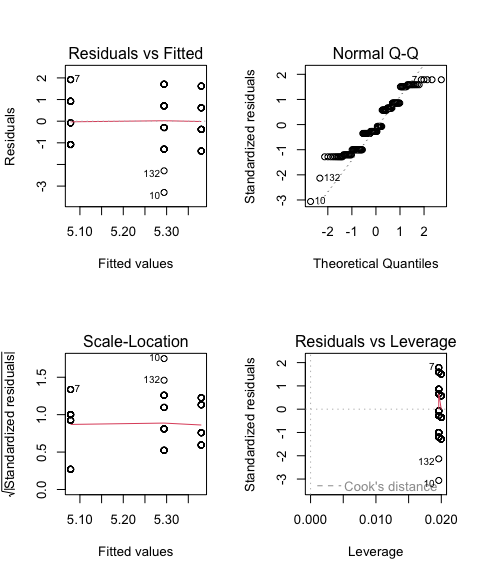 Residuals vs Fitted
Residuals
2
1
0
-1
-3
7
132
10
5.10 5.20 5.30
Fitted values
Normal Q-Q
Standardized residuals
2
1
0
-1
-2
-3
7
132
10
-2 -1 0 1 2
Theoretical Quantiles
Scale-Location
√|Standardized residuals|
1.5
1.0
0.5
0.0
10
132
7
5.10 5.20 5.30
Fitted values
Residuals vs Leverage
Standardized residuals
2
1
0
-1
-2
-3
7
132
10
Cook's distance
0.000 0.010 0.020
Leverage